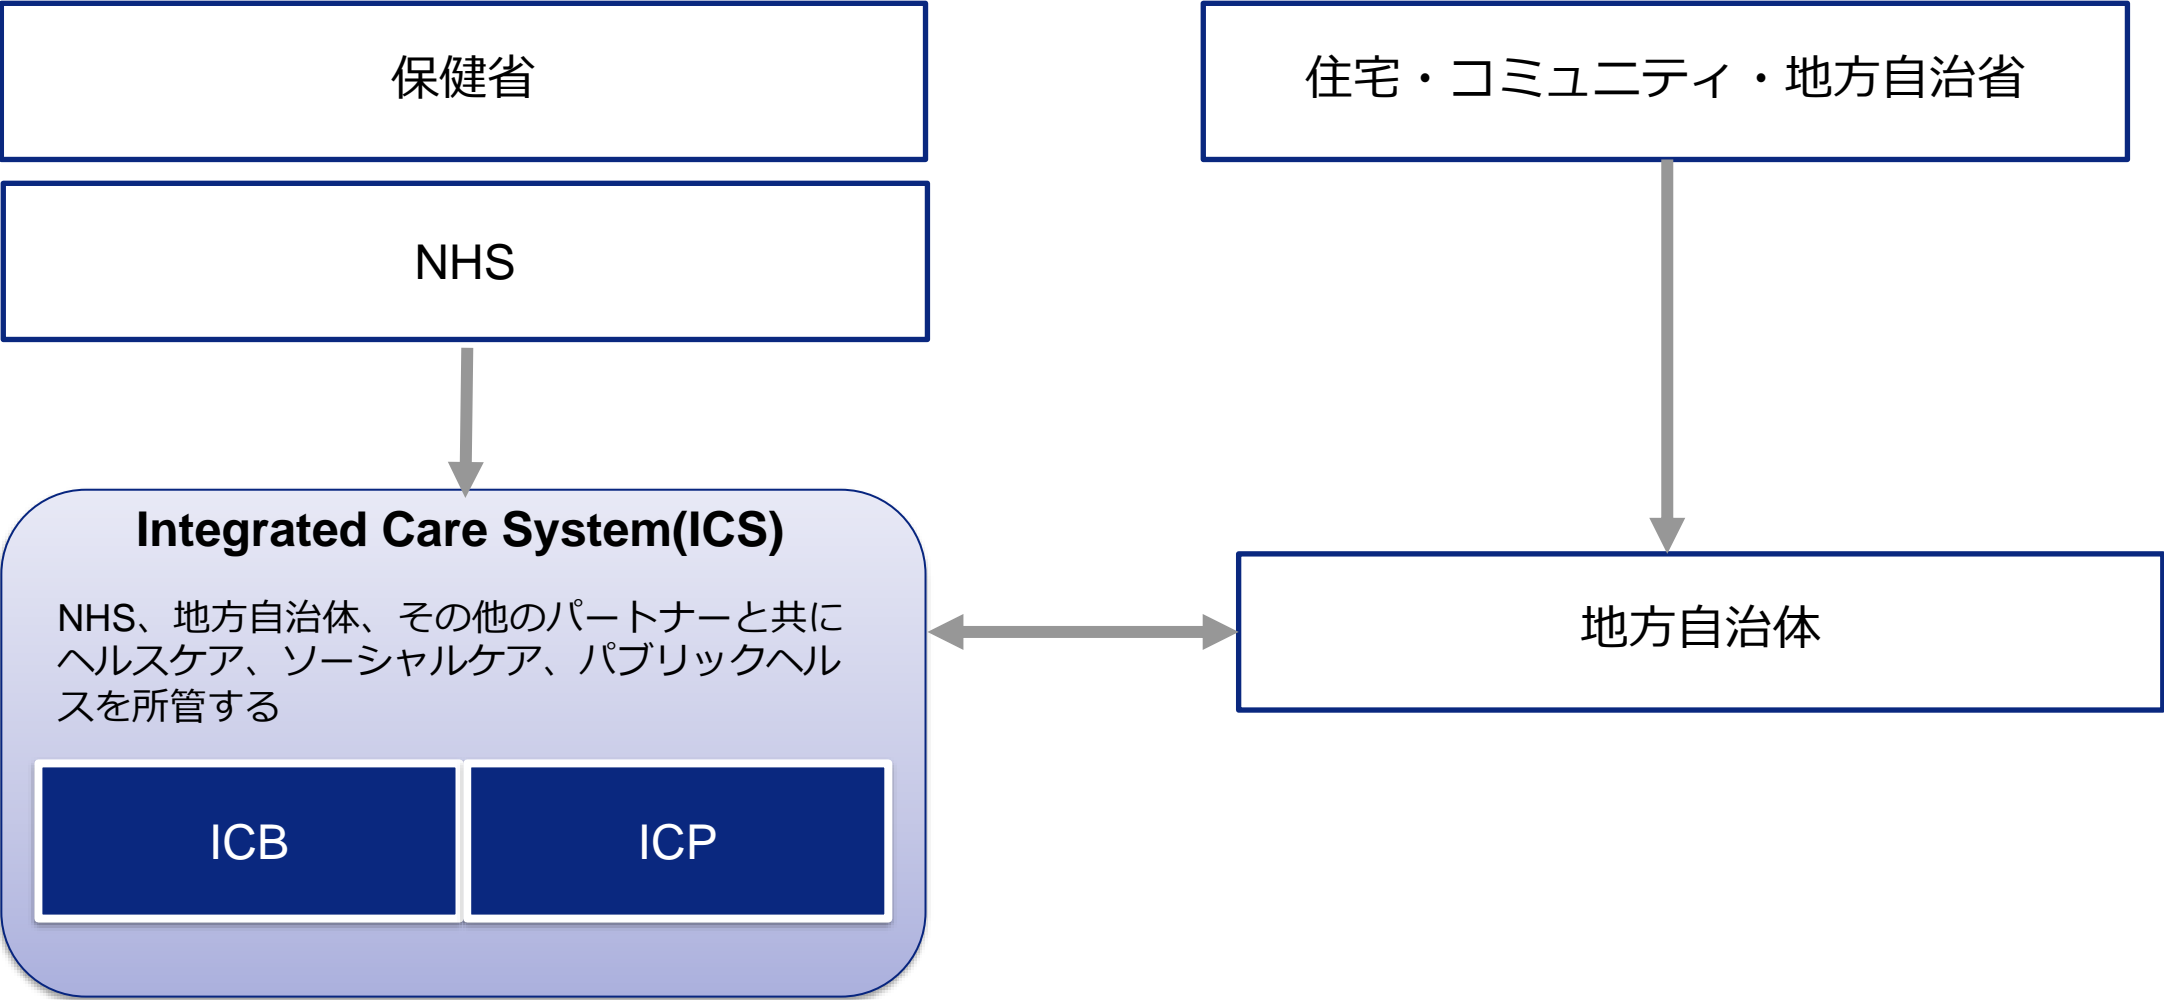 保健省
住宅・コミュニティ・地方自治省
NHS
Integrated Care System(ICS)
NHS、地方自治体、その他のパートナーと共に
ヘルスケア、ソーシャルケア、パブリックヘル
スを所管する
地方自治体
ICB
ICP